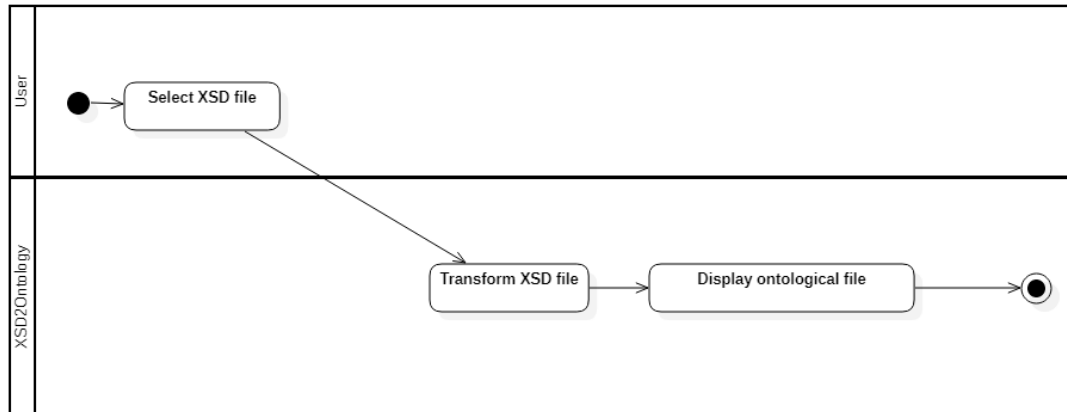 User
Select XSD file
XSD2Ontology
Transform XSD file
Display ontological file